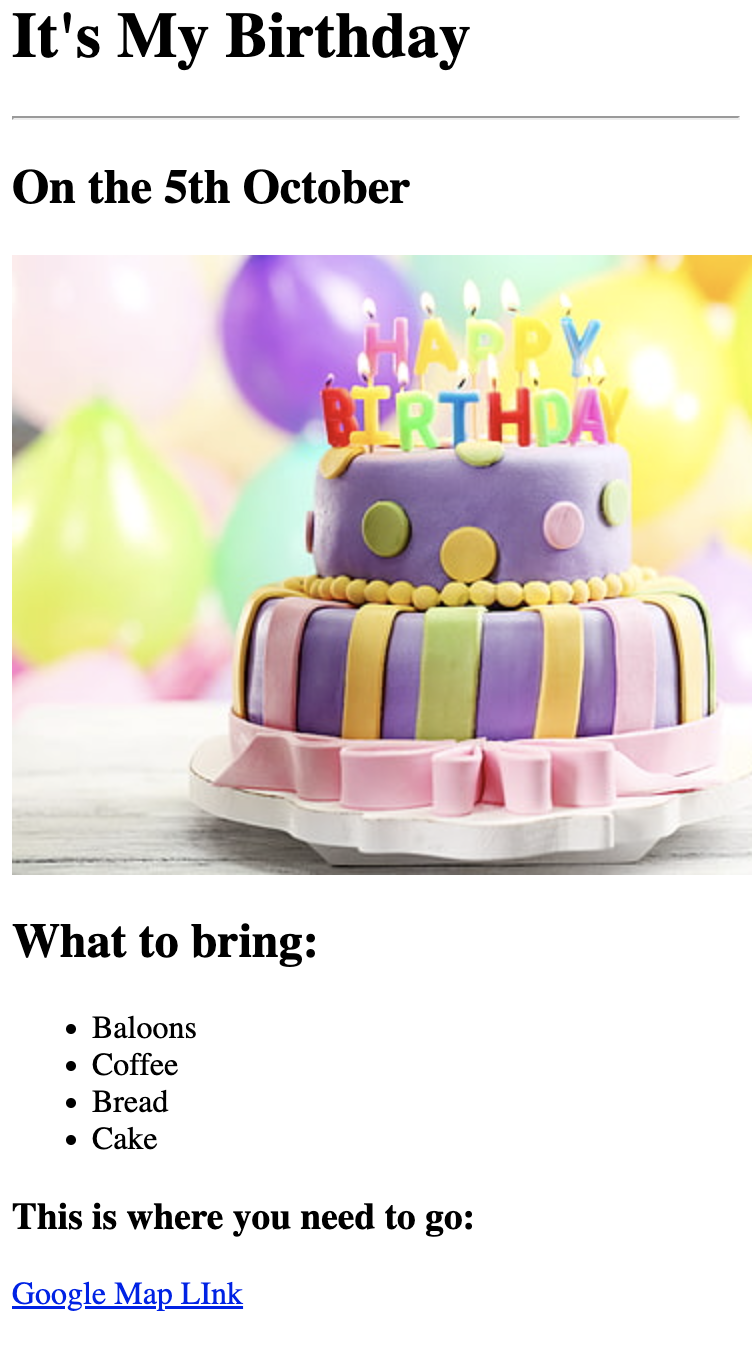 It's My Birthday
On the 5th October
HAPPY
BIRTHDAY
What to bring:
Baloons
Coffee
Bread
Cake
This is where you need to go:
Google Map LInk